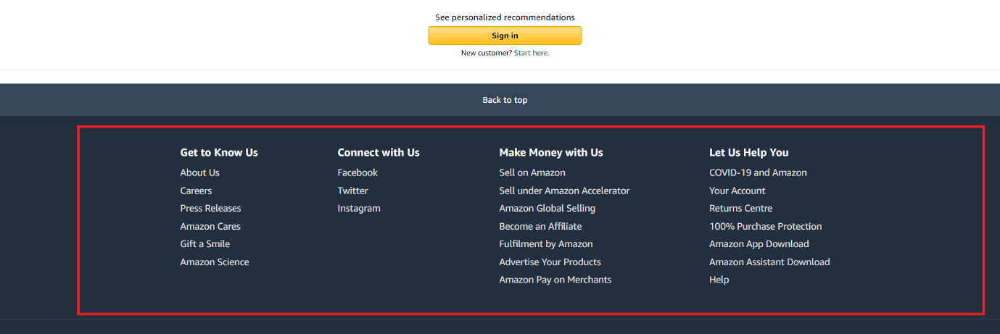 See personalized recommendations
Sign in
New customer? Start here.
Back to top
Get to Know Us
About Us
Careers
Press Releases
Amazon Cares
Gift a Smile
Amazon Science
Connect with Us
Facebook
Twitter
Instagram
Make Money with Us
Sell on Amazon
Sell under Amazon Accelerator
Amazon Global Selling
Become an Affiliate
Fulfilment by Amazon
Advertise Your Products
Amazon Pay on Merchants
Let Us Help You
COVID-19 and Amazon
Your Account
Returns Centre
100% Purchase Protection
Amazon App Download
Amazon Assistant Download
Help